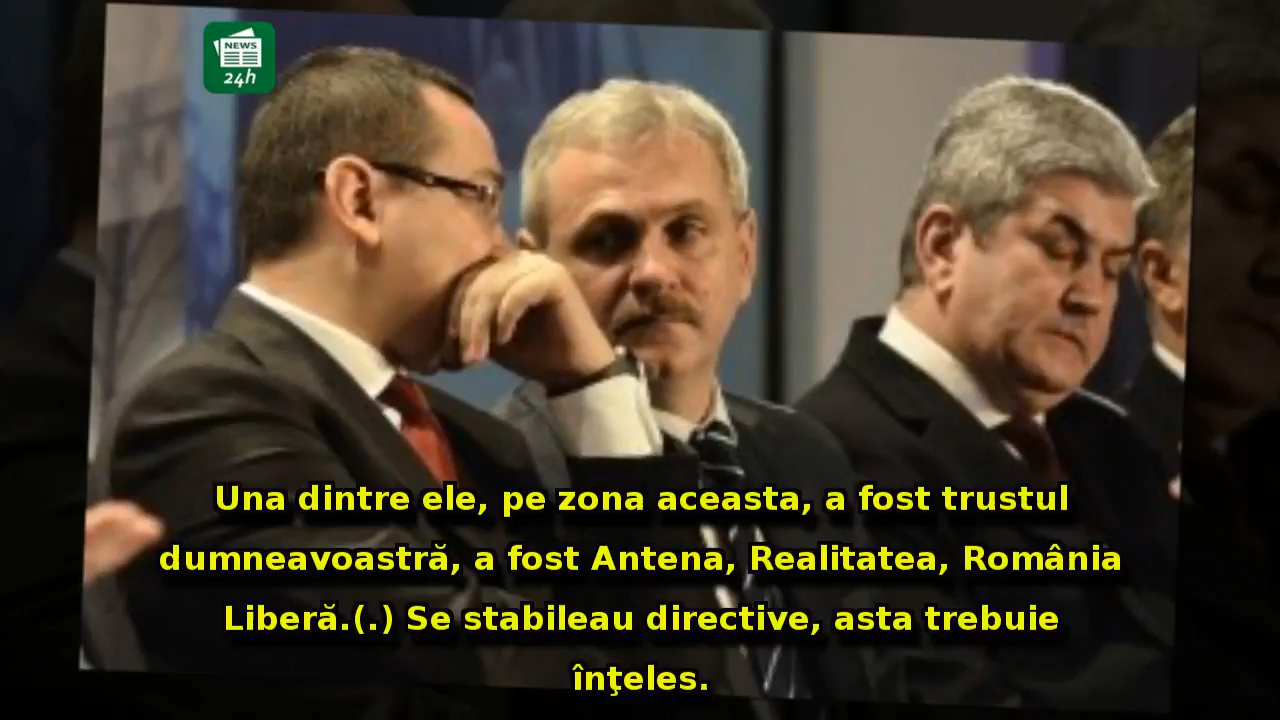 NEWS
24h
Una dintre ele, pe zona aceasta, a fost trustul
dumneavoastră, a fost Antena, Realitatea, România
Liberă.(.) Se stabileau directive, asta trebuie
înţeles.